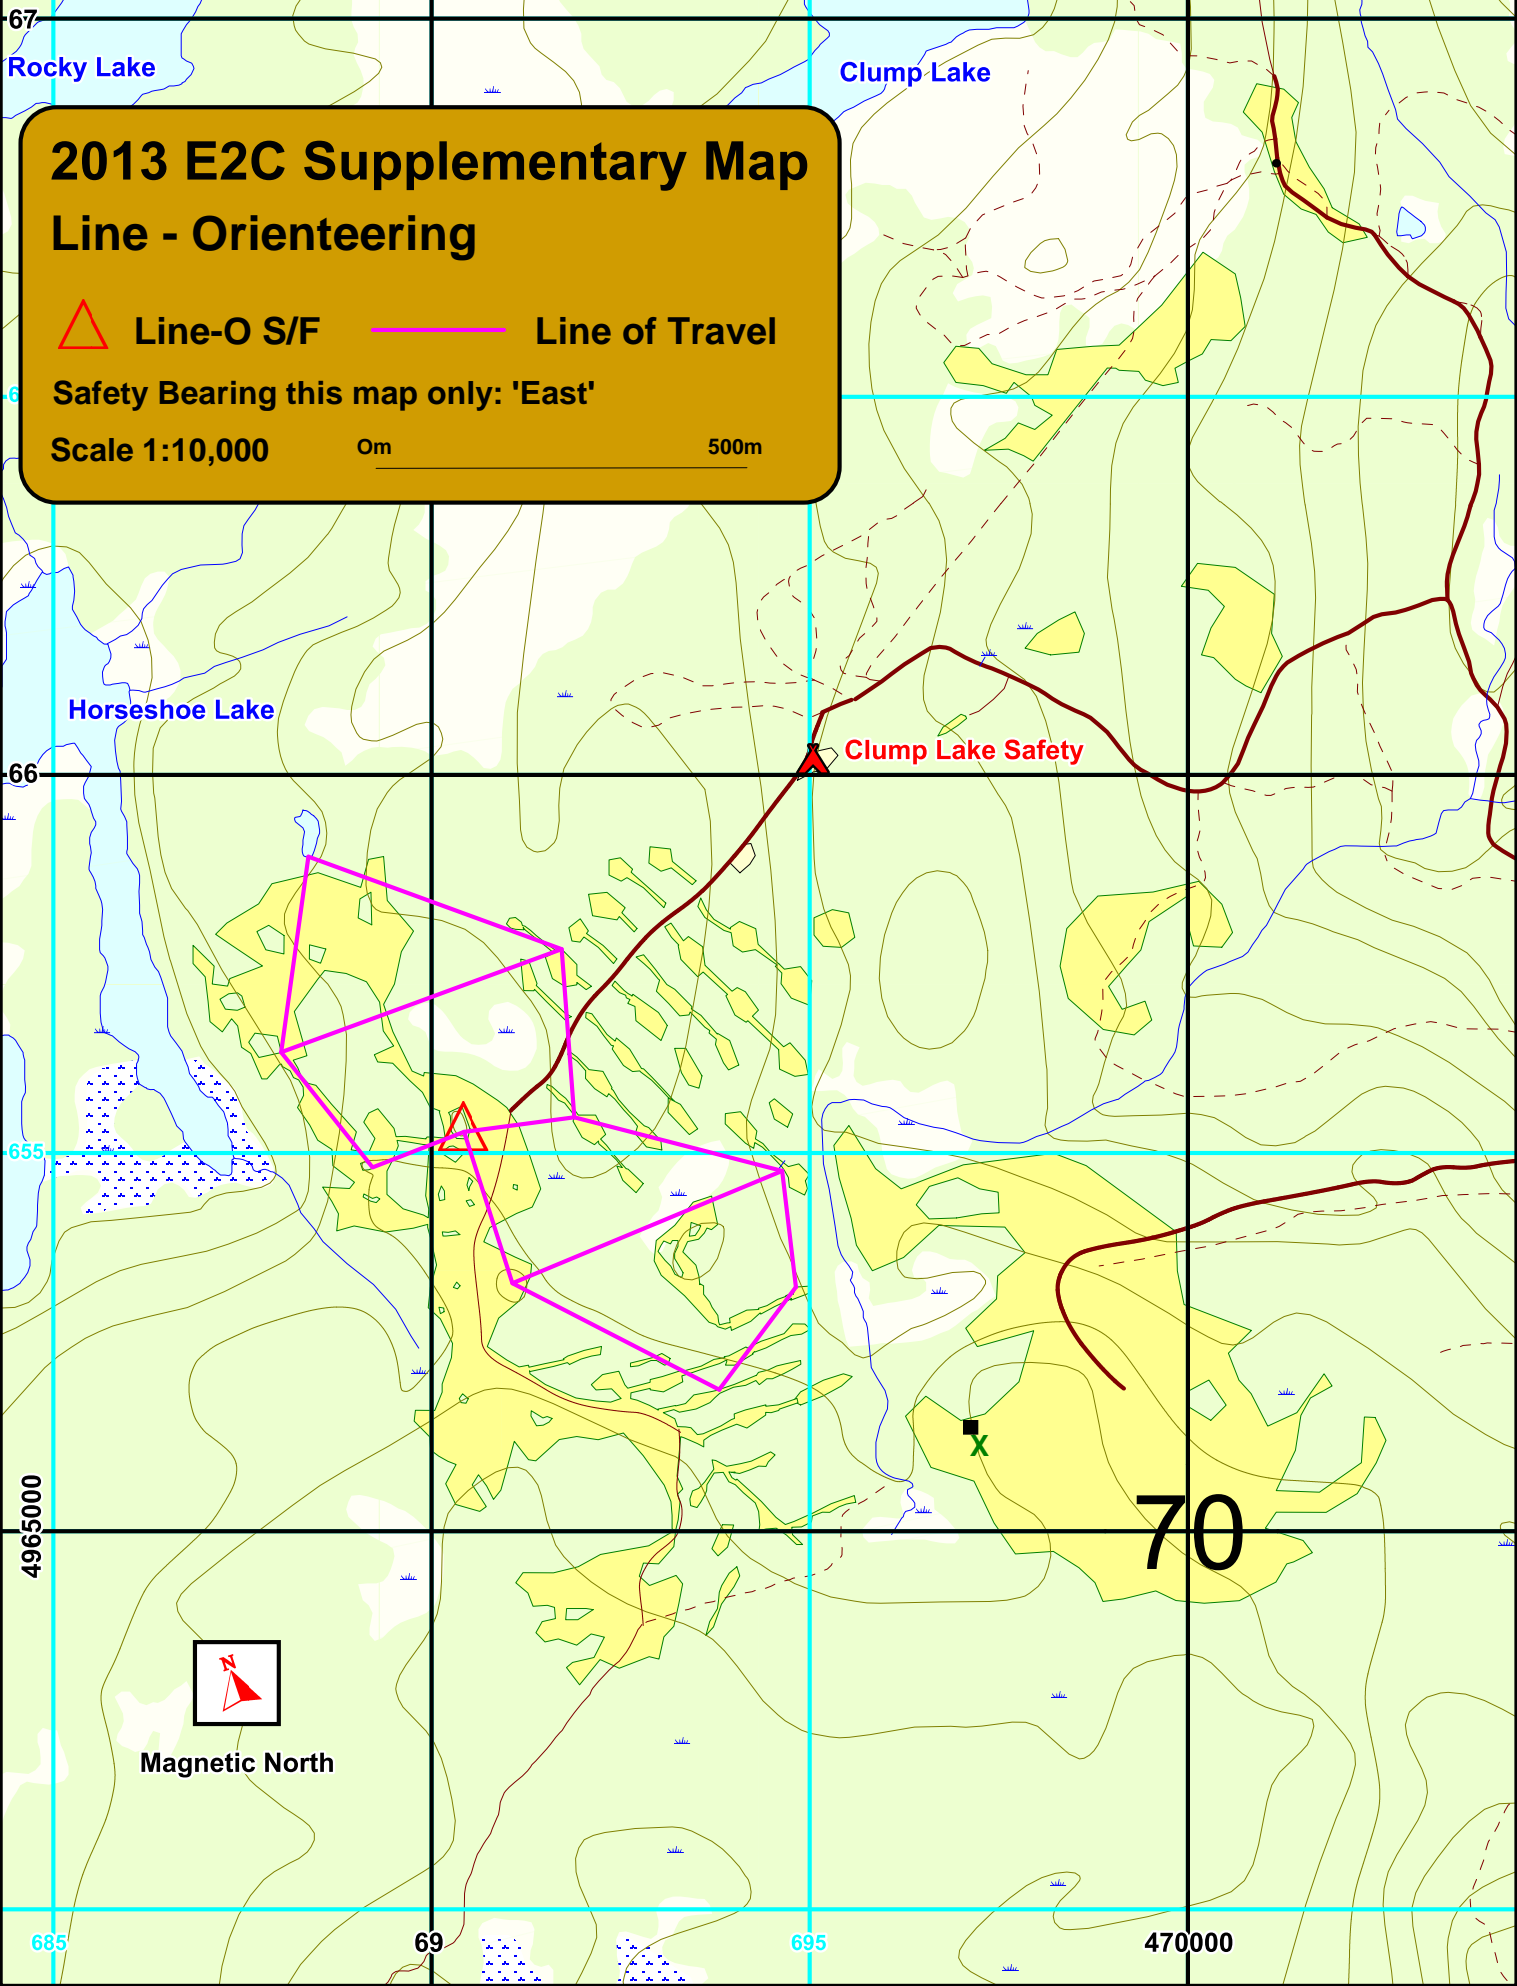 67
Rocky Lake
Clump Lake
2013 E2C Supplementary Map
Line - Orienteering
Line-O S/F
Line of Travel
Safety Bearing this map only: 'East'
Scale 1:10,000
Om
500m
Horseshoe Lake
Clump Lake Safety
66
655
X
70
4965000
N
Magnetic North
685
69
695
470000